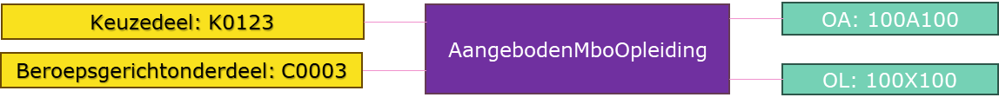 Keuzedeel: K0123
Beroepsgerichtonderdeel: C0003
AangebodenMboOpleiding
OA: 100A100
OL: 100X100